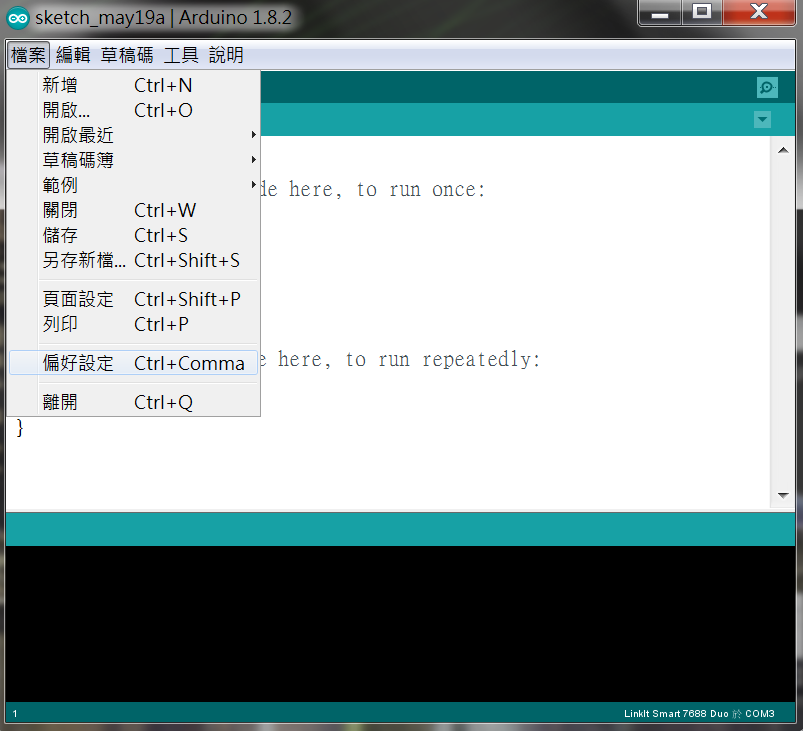 sketch_may19a | Arduino 1.8.2
檔案 編輯 草稿碼 工具 說明
新增 Ctrl+N
開啟... Ctrl+O
開啟最近
草稿碼簿
範例
關閉 Ctrl+W
儲存 Ctrl+S
另存新檔... Ctrl+Shift+S
頁面設定 Ctrl+Shift+P
列印 Ctrl+P
偏好設定 Ctrl+Comma
離開 Ctrl+Q
de here, to run once:
e here, to run repeatedly:
}
1
LinkIt Smart 7688 Duo 於 COM3